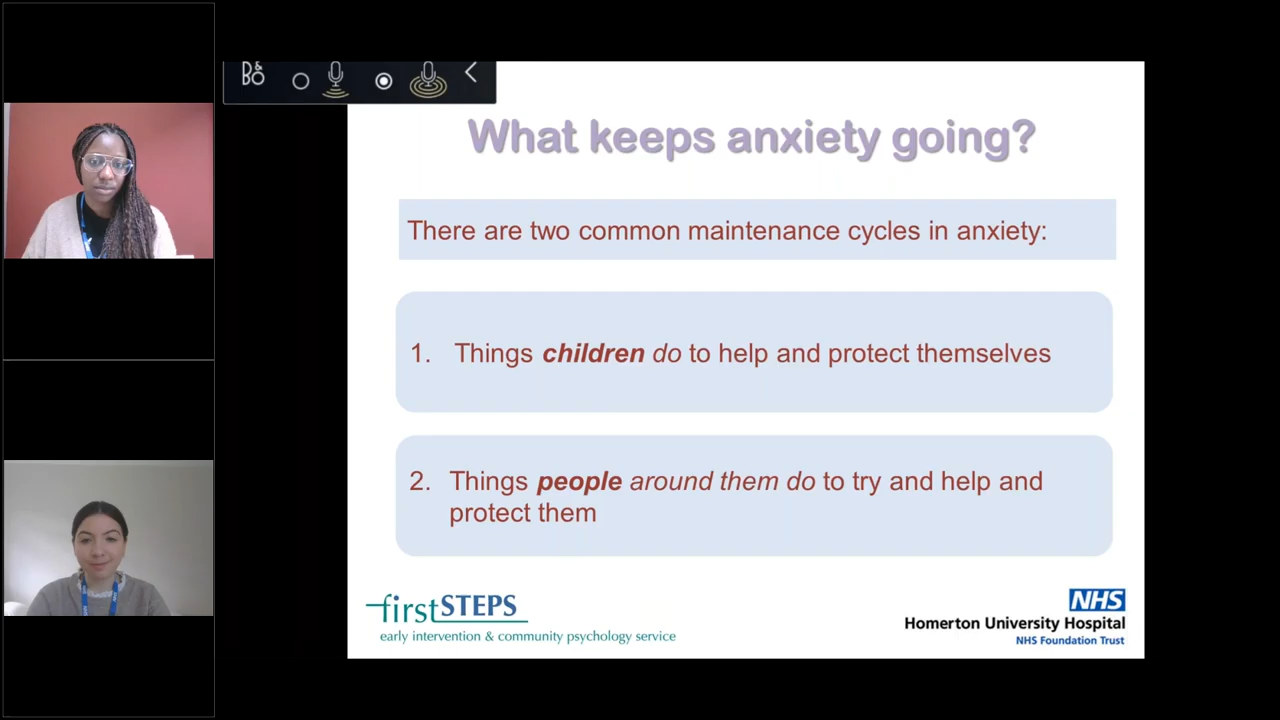 B&O
What keeps anxiety going?
There are two common maintenance cycles in anxiety:
1. Things children do to help and protect themselves
2. Things people around them do to try and help and
protect them
firstSTEPS
early intervention & community psychology service
NHS
Homerton University Hospital
NHS Foundation Trust